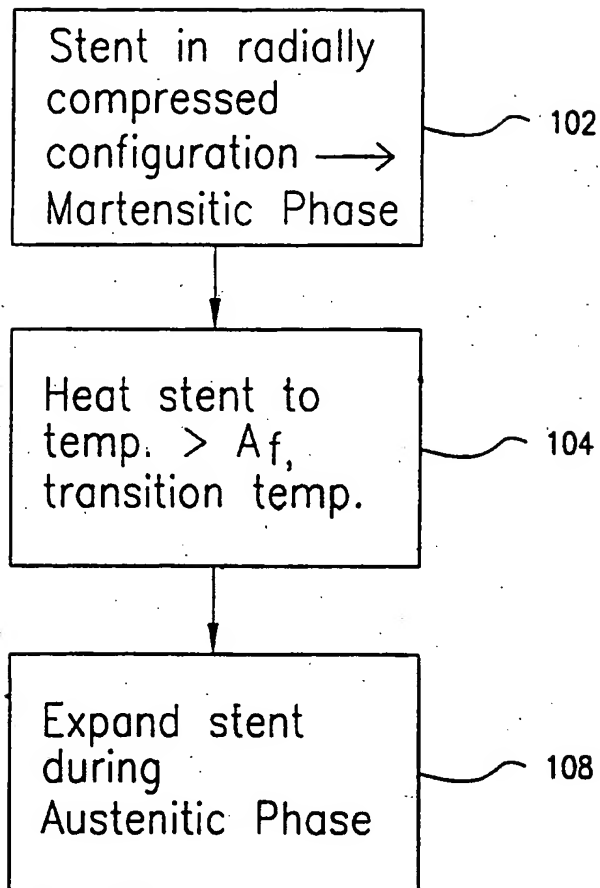 Stent in radially
compressed
configuration →
Martensitic Phase
102
Heat stent to
temp. > Af,
transition temp.
104
Expand stent
during
Austenitic Phase
108